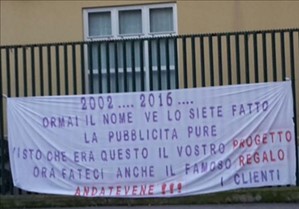 2002.... 2016....
ORMAI IL NOME VE LO SIETE FATTO
LA PUBBLICITA PURE
VISTO CHE ERA QUESTO IL VOSTRO PROGETTO
ORA FATECI ANCHE IL FAMOSO REGALO
ANDATEVENE !!! I CLIENTI